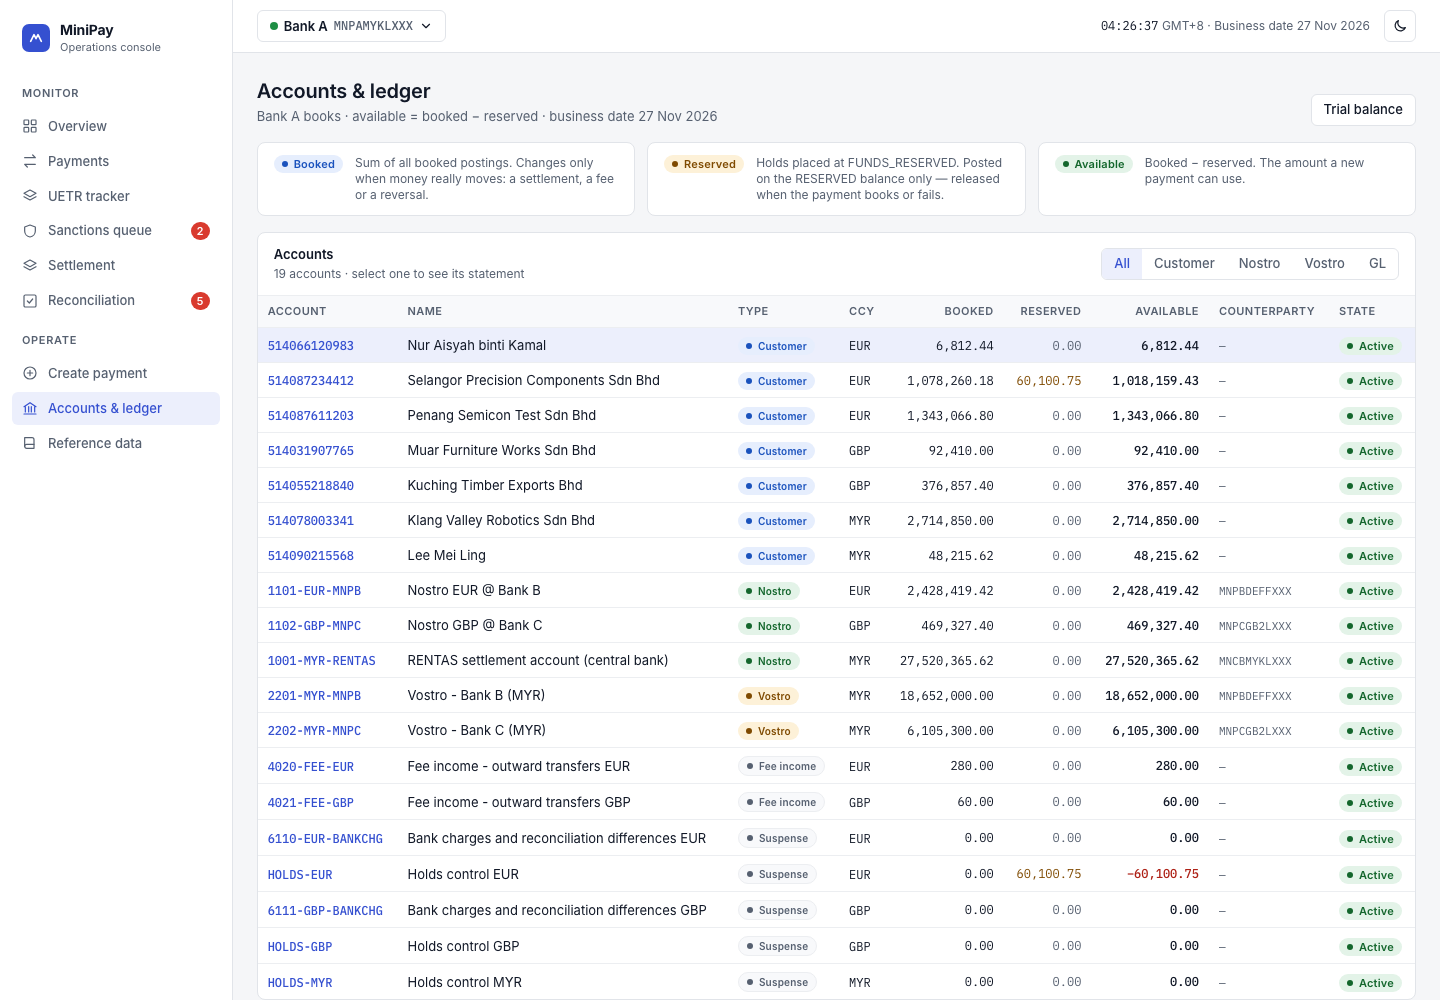 MiniPay
Operations console
MONITOR
Overview
Payments
UETR tracker
Sanctions queue 2
Settlement
Reconciliation 5
OPERATE
Create payment
Accounts & ledger
Reference data
Bank A MNPAMYKLXXX
04:26:37 GMT+8 · Business date 27 Nov 2026
Accounts & ledger
Bank A books · available = booked − reserved · business date 27 Nov 2026
Trial balance
Booked
Sum of all booked postings. Changes only
when money really moves: a settlement, a fee
or a reversal.
Reserved
Holds placed at FUNDS_RESERVED. Posted
on the RESERVED balance only — released
when the payment books or fails.
Available
Booked − reserved. The amount a new
payment can use.
Accounts
19 accounts · select one to see its statement
All Customer Nostro Vostro GL
ACCOUNT NAME TYPE CCY BOOKED RESERVED AVAILABLE COUNTERPARTY STATE
514066120983 Nur Aisyah binti Kamal Customer EUR 6,812.44 0.00 6,812.44 – Active
514087234412 Selangor Precision Components Sdn Bhd Customer EUR 1,078,260.18 60,100.75 1,018,159.43 – Active
514087611203 Penang Semicon Test Sdn Bhd Customer EUR 1,343,066.80 0.00 1,343,066.80 – Active
514031907765 Muar Furniture Works Sdn Bhd Customer GBP 92,410.00 0.00 92,410.00 – Active
514055218840 Kuching Timber Exports Bhd Customer GBP 376,857.40 0.00 376,857.40 – Active
514078003341 Klang Valley Robotics Sdn Bhd Customer MYR 2,714,850.00 0.00 2,714,850.00 – Active
514090215568 Lee Mei Ling Customer MYR 48,215.62 0.00 48,215.62 – Active
1101-EUR-MNPB Nostro EUR @ Bank B Nostro EUR 2,428,419.42 0.00 2,428,419.42 MNPBDEFFXXX Active
1102-GBP-MNPC Nostro GBP @ Bank C Nostro GBP 469,327.40 0.00 469,327.40 MNPCGB2LXXX Active
1001-MYR-RENTAS RENTAS settlement account (central bank) Nostro MYR 27,520,365.62 0.00 27,520,365.62 MNCBMYKLXXX Active
2201-MYR-MNPB Vostro - Bank B (MYR) Vostro MYR 18,652,000.00 0.00 18,652,000.00 MNPBDEFFXXX Active
2202-MYR-MNPC Vostro - Bank C (MYR) Vostro MYR 6,105,300.00 0.00 6,105,300.00 MNPCGB2LXXX Active
4020-FEE-EUR Fee income - outward transfers EUR Fee income EUR 280.00 0.00 280.00 – Active
4021-FEE-GBP Fee income - outward transfers GBP Fee income GBP 60.00 0.00 60.00 – Active
6110-EUR-BANKCHG Bank charges and reconciliation differences EUR Suspense EUR 0.00 0.00 0.00 – Active
HOLDS-EUR Holds control EUR Suspense EUR 0.00 60,100.75 −60,100.75 – Active
6111-GBP-BANKCHG Bank charges and reconciliation differences GBP Suspense GBP 0.00 0.00 0.00 – Active
HOLDS-GBP Holds control GBP Suspense GBP 0.00 0.00 0.00 – Active
HOLDS-MYR Holds control MYR Suspense MYR 0.00 0.00 0.00 – Active